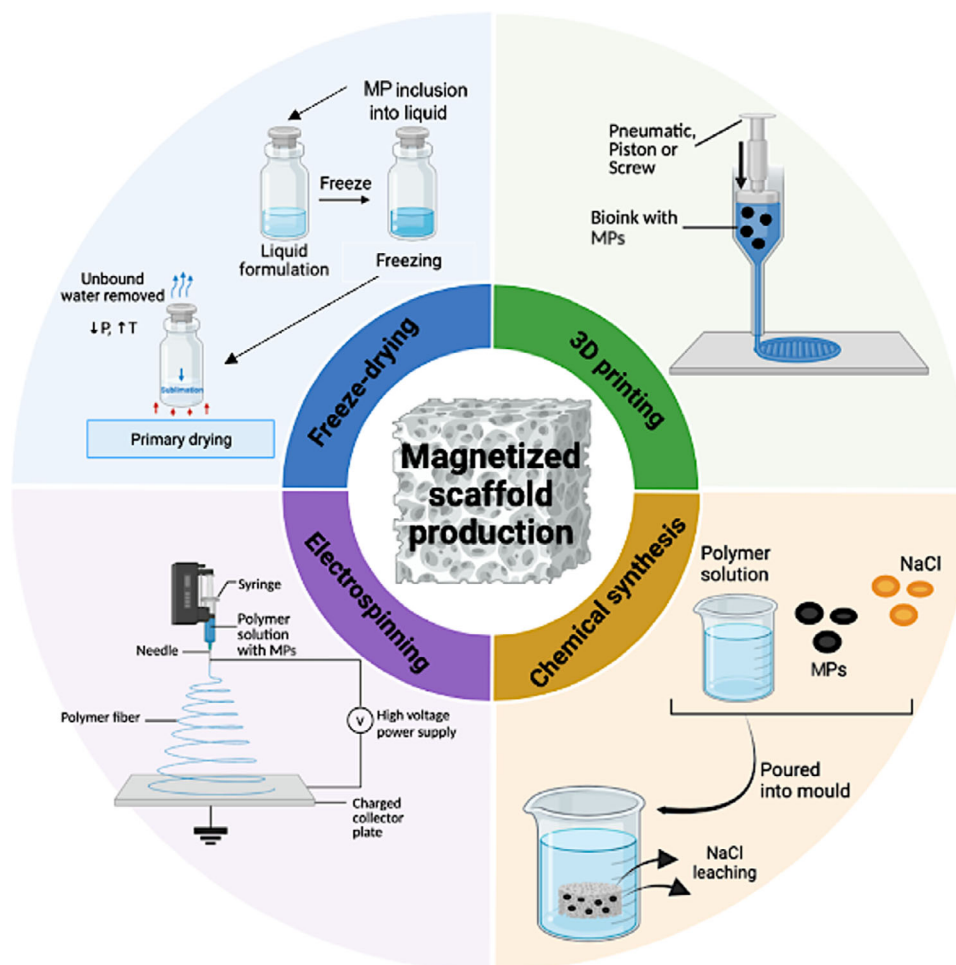 MP inclusion
into liquid
Freeze
Liquid
formulation
Freezing
Unbound
water removed
↓P, ↑T
Sublimation
Primary drying
Freeze-drying
Pneumatic,
Piston or
Screw
Bioink with
MPs
3D printing
Magnetized
scaffold
production
Electrospinning
Syringe
Polymer
solution
with MPs
Needle
Polymer fiber
V
High voltage
power supply
Charged
collector
plate
Chemical synthesis
Polymer
solution
NaCl
MPs
Poured
into mould
NaCl
leaching